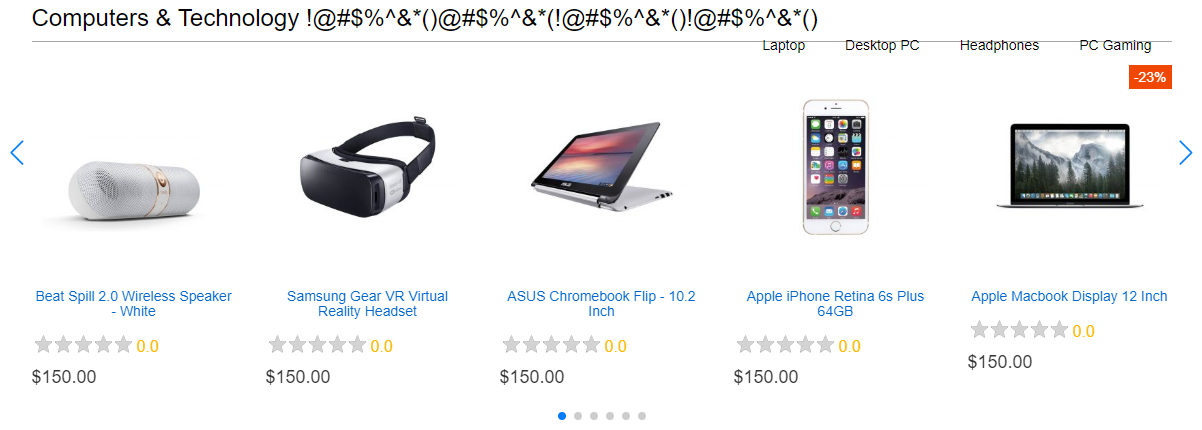 Computers & Technology !@#$%^&*()@#$%^&*(!@#$%^&*()!@#$%^&*()
Laptop Desktop PC Headphones PC Gaming
-23%
ASUS
Beat Spill 2.0 Wireless Speaker
- White
0.0
$150.00
Samsung Gear VR Virtual
Reality Headset
0.0
$150.00
ASUS Chromebook Flip - 10.2
Inch
0.0
$150.00
Apple iPhone Retina 6s Plus
64GB
0.0
$150.00
Apple Macbook Display 12 Inch
0.0
$150.00